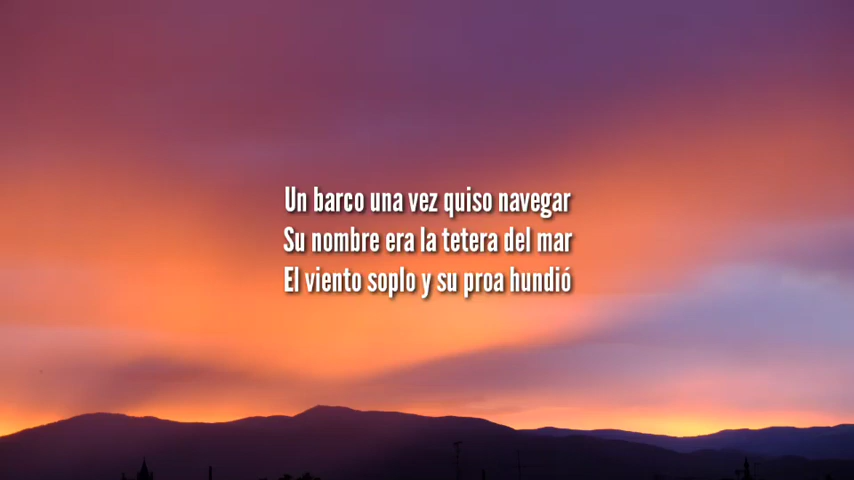 Un barco una vez quiso navegar
Su nombre era la tetera del mar
El viento soplo y su proa hundió